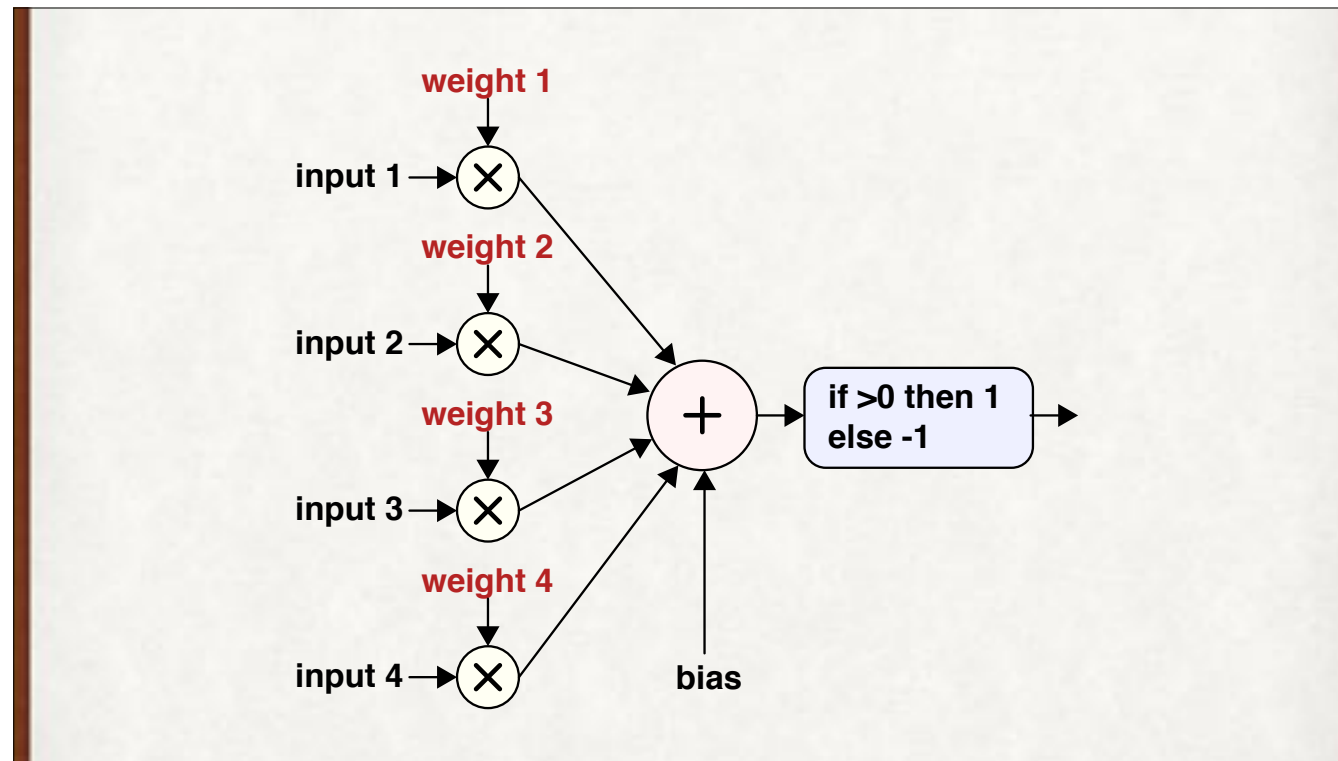 weight 1
input 1
weight 2
input 2
weight 3
input 3
weight 4
input 4
+
bias
if >0 then 1
else -1